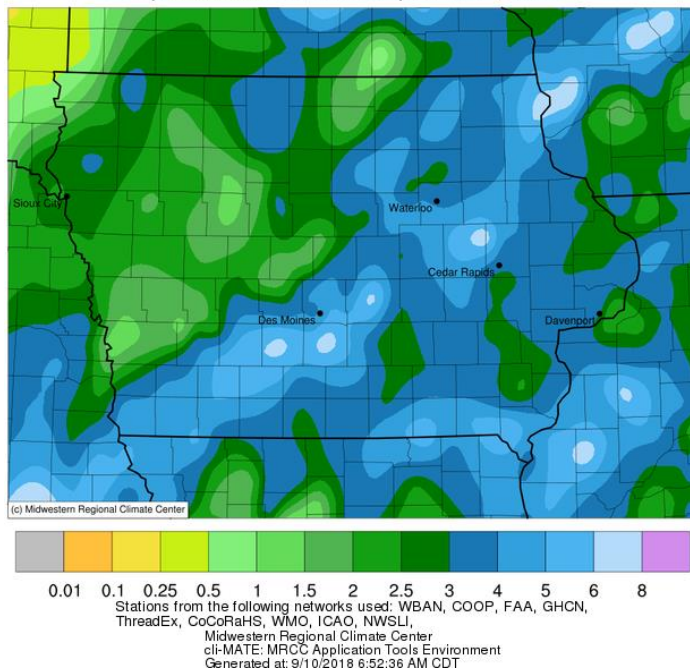 Sioux City
Waterloo
Cedar Rapids
Des Moines
Davenport
(c) Midwestern Regional Climate Center
0.01 0.1 0.25 0.5 1 1.5 2 2.5 3 4 5 6 8
Stations from the following networks used: WBAN, COOP, FAA, GHCN,
ThreadEx, CoCoRaHS, WMO, ICAO, NWSLI,
Midwestern Regional Climate Center
cli-MATE: MRCC Application Tools Environment
Generated at: 9/10/2018 6:52:36 AM CDT